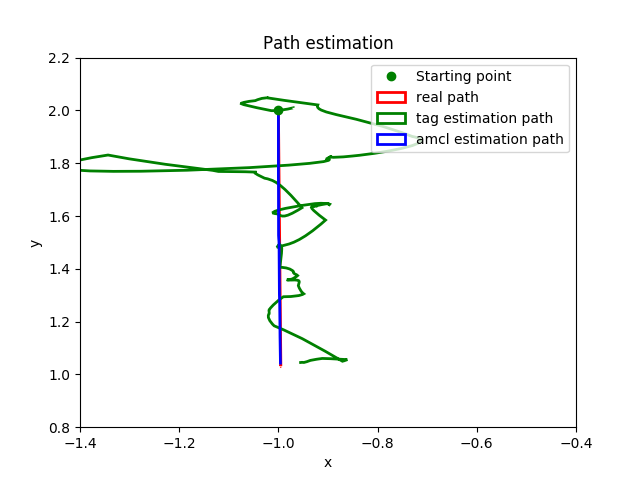 Path estimation
Starting point
real path
tag estimation path
amcl estimation path
2.2
2.0
1.8
1.6
1.4
1.2
1.0
0.8
y
−1.4 −1.2 −1.0 −0.8 −0.6 −0.4
x